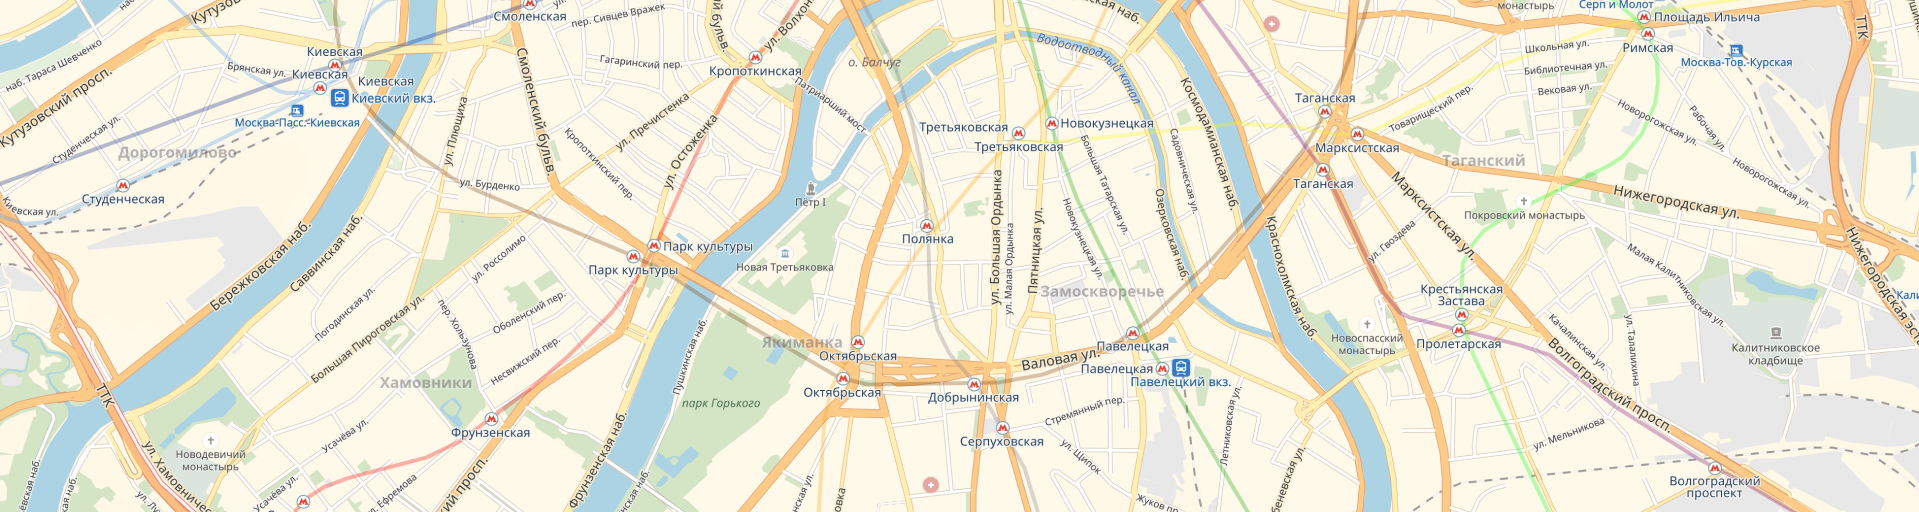 Кутузовский
Смоленская
пер. Сивцев Вражек
ул. Волхонка
наб.
Серп и Молот
монастырь
Площадь Ильича
ТТК
Римская
Школьная ул.
Москва-Тов.-Курская
Киевская
Гагаринский пер.
Кропоткинская
о. Балчуг
Водоотводный канал
наб. Тараса Шевченко
Брянская ул.
Киевская
Киевская
Библиотечная ул.
Киевский вкз.
Вековая ул.
Кутузовский просп.
Москва-Пасс.-Киевская
Смоленский бульв.
ул. Плющиха
ул. Пречистенка
Патриарший мост
Космодамианская наб.
Таганская
Товарищеский пер.
Новорогожская ул.
Рабочая ул.
Студенческая ул.
Третьяковская
Новокузнецкая
Третьяковская
Марксистская
Дорогомилово
Кропоткинский пер.
ул. Остоженка
Большая Татарская ул.
Садовническая ул.
Таганский
Новорогожская ул.
Студенческая
ул. Бурденко
Пётр I
Таганская
Марксистская ул.
Нижегородская ул.
Киевская ул.
ул. Большая Ордынка
Новокузнецкая ул.
Озерковская наб.
Покровский монастырь
Полянка
ул. Малая Ордынка
Пятницкая ул.
Краснохолмская наб.
ул. Гвоздева
Бережковская наб.
Саввинская наб.
ул. Россолимо
Парк культуры
Парк культуры
Новая Третьяковка
Малая Калитниковская ул.
Нижегородская эст.
Замоскворечье
Крестьянская
Застава
Погодинская ул.
Большая Пироговская ул.
пер. Хользунова
Оболенский пер.
Несвижский пер.
Пушкинская наб.
Якиманка
Октябрьская
Павелецкая
Новоспасский
монастырь
Пролетарская
Качалинская ул.
ул. Талалихина
Калитниковское
кладбище
Валовая ул.
Павелецкая
Павелецкий вкз.
Волгоградский просп.
Хамовники
Октябрьская
Добрынинская
ТТК
парк Горького
Стремянный пер.
Летниковская ул.
Фрунзенская
Серпуховская
ул. Мельникова
Усачёва ул.
Новодевичий
монастырь
ул. Щипок
Фрунзенская наб.
Волгоградский
проспект
Усачёва ул.
ул. Ефремова
Жуков пр.